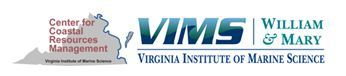 Center for
Coastal
Resources
Management
Virginia Institute of Marine Science
VIMS
WILLIAM
& MARY
VIRGINIA INSTITUTE OF MARINE SCIENCE